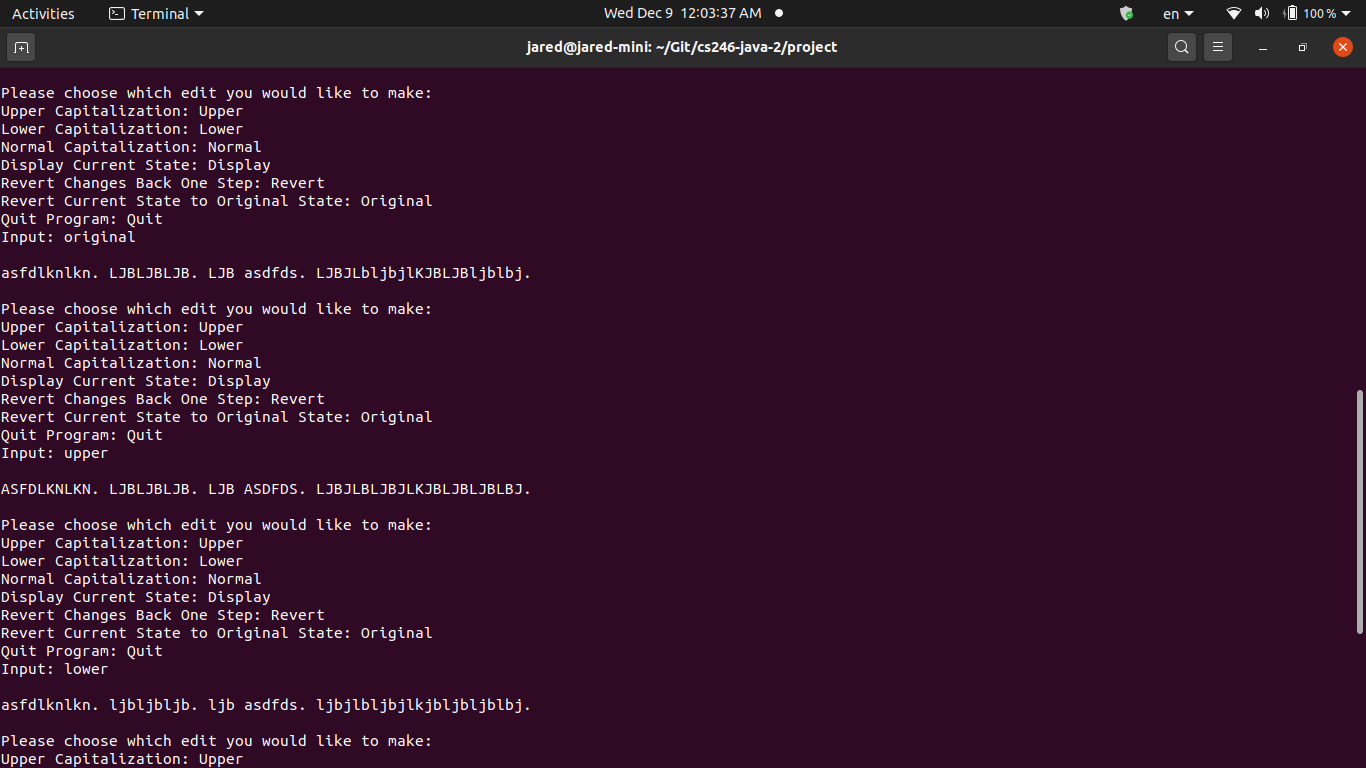 Activities Terminal Wed Dec 9 12:03:37 AM en 100 %
jared@jared-mini: ~/Git/cs246-java-2/project
Please choose which edit you would like to make:
Upper Capitalization: Upper
Lower Capitalization: Lower
Normal Capitalization: Normal
Display Current State: Display
Revert Changes Back One Step: Revert
Revert Current State to Original State: Original
Quit Program: Quit
Input: original
asfdlknlkn. LJBLJBLJB. LJB asdfds. LJBJLbljbjlKJBLJBljblbj.
Please choose which edit you would like to make:
Upper Capitalization: Upper
Lower Capitalization: Lower
Normal Capitalization: Normal
Display Current State: Display
Revert Changes Back One Step: Revert
Revert Current State to Original State: Original
Quit Program: Quit
Input: upper
ASFDLKNLKN. LJBLJBLJB. LJB ASDFDS. LJBJLBLJBJLKJBLJBLJBLBJ.
Please choose which edit you would like to make:
Upper Capitalization: Upper
Lower Capitalization: Lower
Normal Capitalization: Normal
Display Current State: Display
Revert Changes Back One Step: Revert
Revert Current State to Original State: Original
Quit Program: Quit
Input: lower
asfdlknlkn. ljbljbljb. ljb asdfds. ljbjlbljbjlkjbljbljblbj.
Please choose which edit you would like to make:
Upper Capitalization: Upper